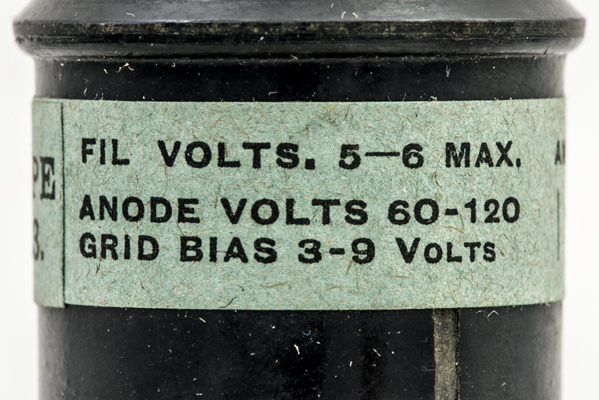 FIL VOLTS. 5—6 MAX.
ANODE VOLTS 60-120
GRID BIAS 3-9 VOLTS